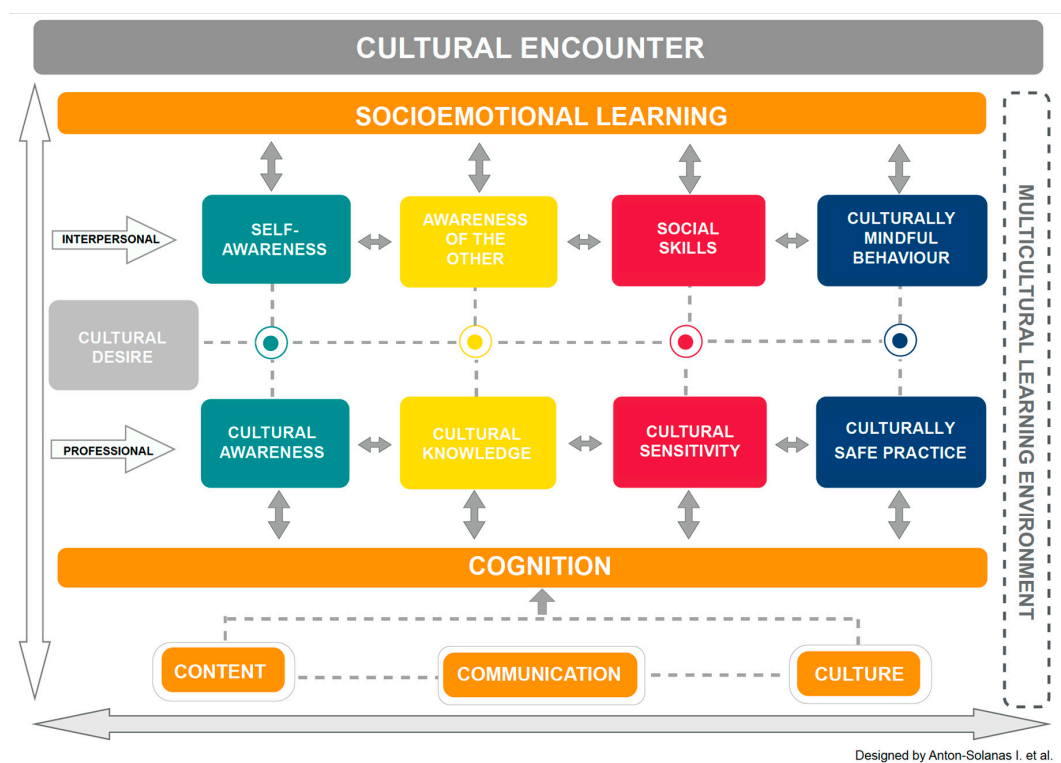 CULTURAL ENCOUNTER
SOCIOEMOTIONAL LEARNING
INTERPERSONAL
SELF-
AWARENESS
AWARENESS
OF THE
OTHER
SOCIAL
SKILLS
CULTURALLY
MINDFUL
BEHAVIOUR
CULTURAL
DESIRE
PROFESSIONAL
CULTURAL
AWARENESS
CULTURAL
KNOWLEDGE
CULTURAL
SENSITIVITY
CULTURALLY
SAFE PRACTICE
COGNITION
CONTENT
COMMUNICATION
CULTURE
MULTICULTURAL LEARNING ENVIRONMENT
Designed by Anton-Solanas I. et al.